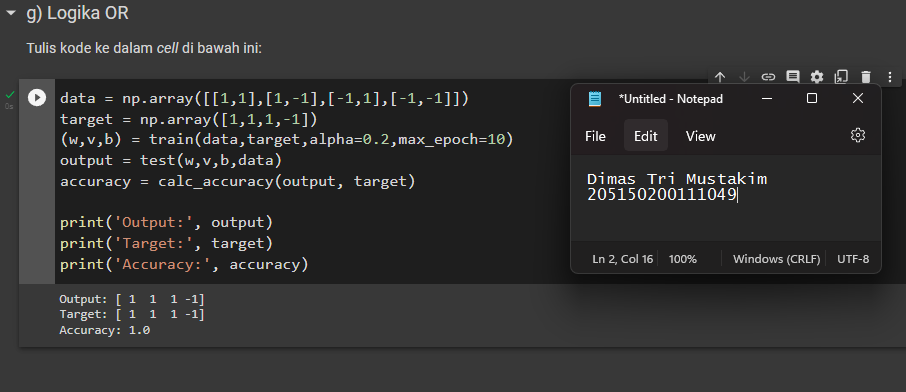 g) Logika OR
Tulis kode ke dalam cell di bawah ini:
0s
data = np.array([[1,1],[1,-1],[-1,1],[-1,-1]])
target = np.array([1,1,1,-1])
(w,v,b) = train(data,target,alpha=0.2,max_epoch=10)
output = test(w,v,b,data)
accuracy = calc_accuracy(output, target)
print('Output:', output)
print('Target:', target)
print('Accuracy:', accuracy)
Output: [ 1  1  1 -1]
Target: [ 1  1  1 -1]
Accuracy: 1.0
*Untitled - Notepad
File Edit View
Dimas Tri Mustakim
205150200111049
Ln 2, Col 16 100% Windows (CRLF) UTF-8